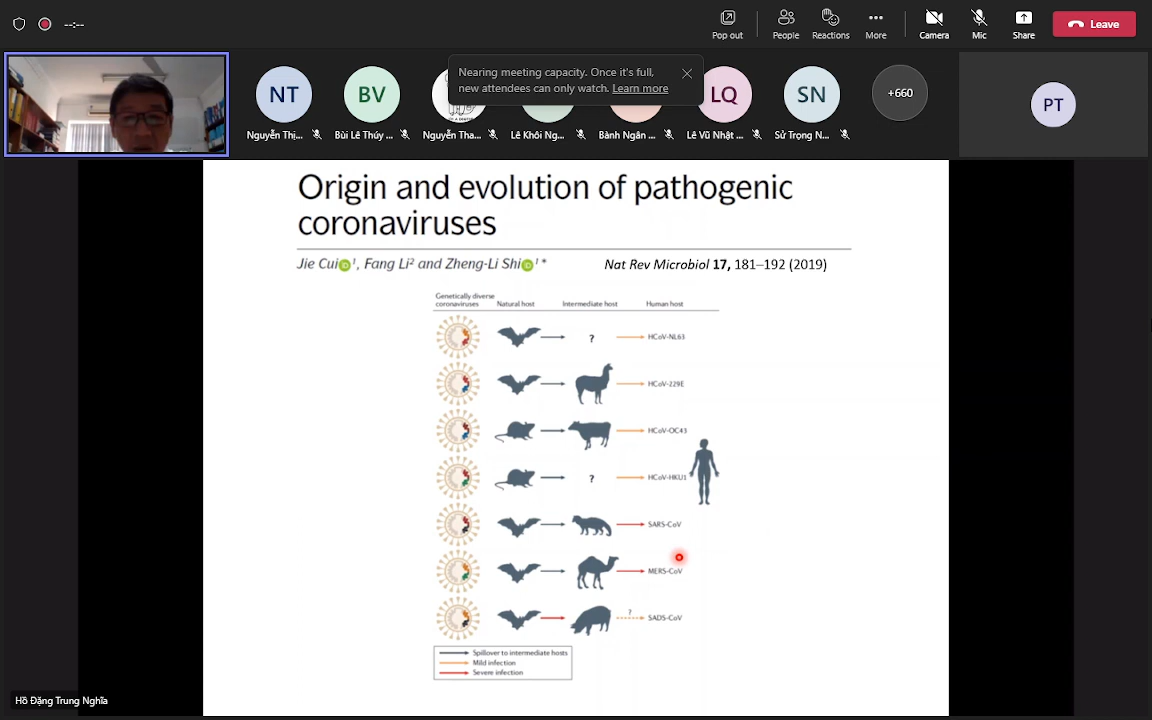 --:--
Pop out
People
Reactions
More
Camera
Mic
Share
Leave
NT
BV
LQ
SN
+660
PT
Nearing meeting capacity. Once it's full,
new attendees can only watch. Learn more
Nguyễn Thị...
Bùi Lê Thúy ...
Nguyễn Tha...
Lê Khôi Ng...
Bành Ngân ...
Lê Vũ Nhật ...
Sử Trọng N...
Origin and evolution of pathogenic
coronaviruses
Jie Cui iD 1, Fang Li2 and Zheng-Li Shi iD 1*
Nat Rev Microbiol 17, 181–192 (2019)
Genetically diverse
coronaviruses
Natural host
Intermediate host
Human host
?
HCoV-NL63
HCoV-229E
HCoV-OC43
?
HCoV-HKU1
SARS-CoV
MERS-CoV
?
SADS-CoV
Spillover to intermediate hosts
Mild infection
Severe infection
Hồ Đặng Trung Nghĩa